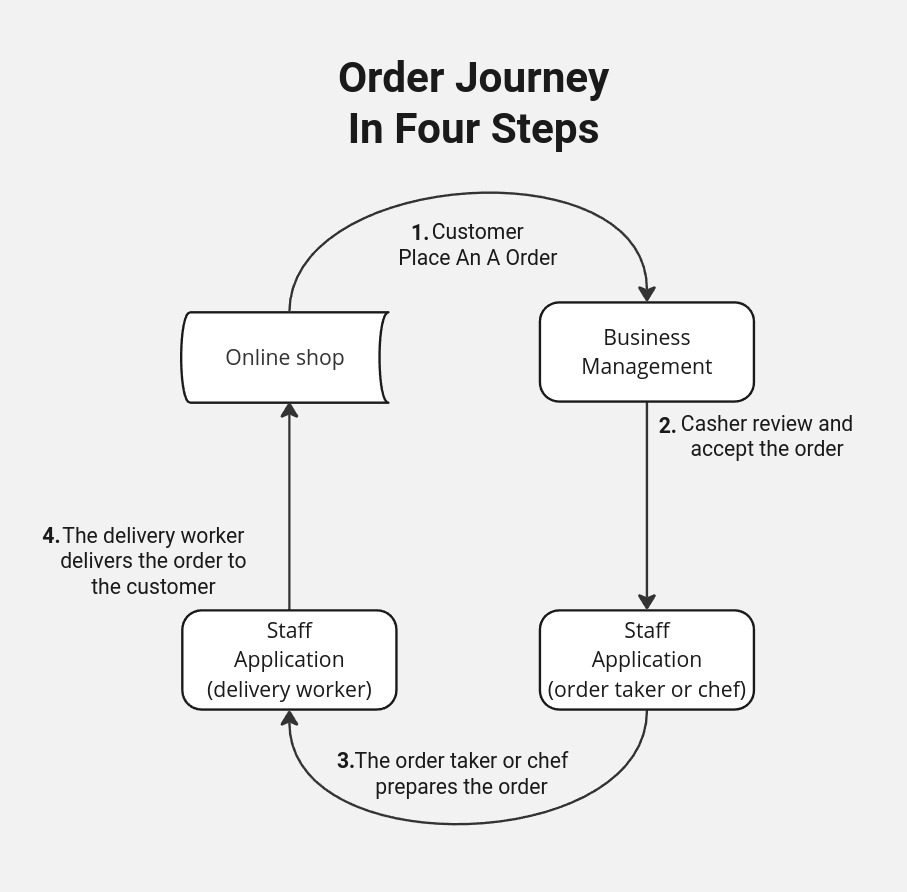 Order Journey
In Four Steps
1. Customer
Place An A Order
Online shop
Business
Management
2. Casher review and
accept the order
4. The delivery worker
delivers the order to
the customer
Staff
Application
(delivery worker)
Staff
Application
(order taker or chef)
3. The order taker or chef
prepares the order